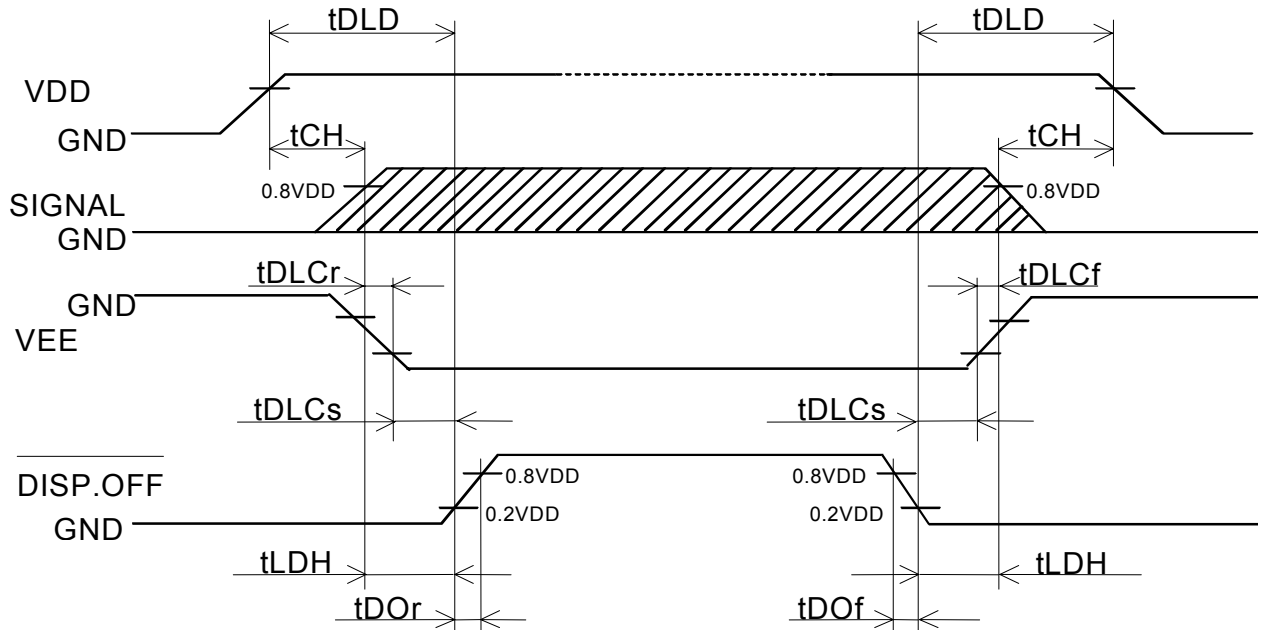 tDLD tDLD
VDD
GND
tCH tCH
0.8VDD 0.8VDD
SIGNAL
GND
tDLCr tDLCf
GND
VEE
tDLCs tDLCs
DISP.OFF
0.8VDD 0.8VDD
0.2VDD 0.2VDD
GND
tLDH tLDH
tDOr tDOf